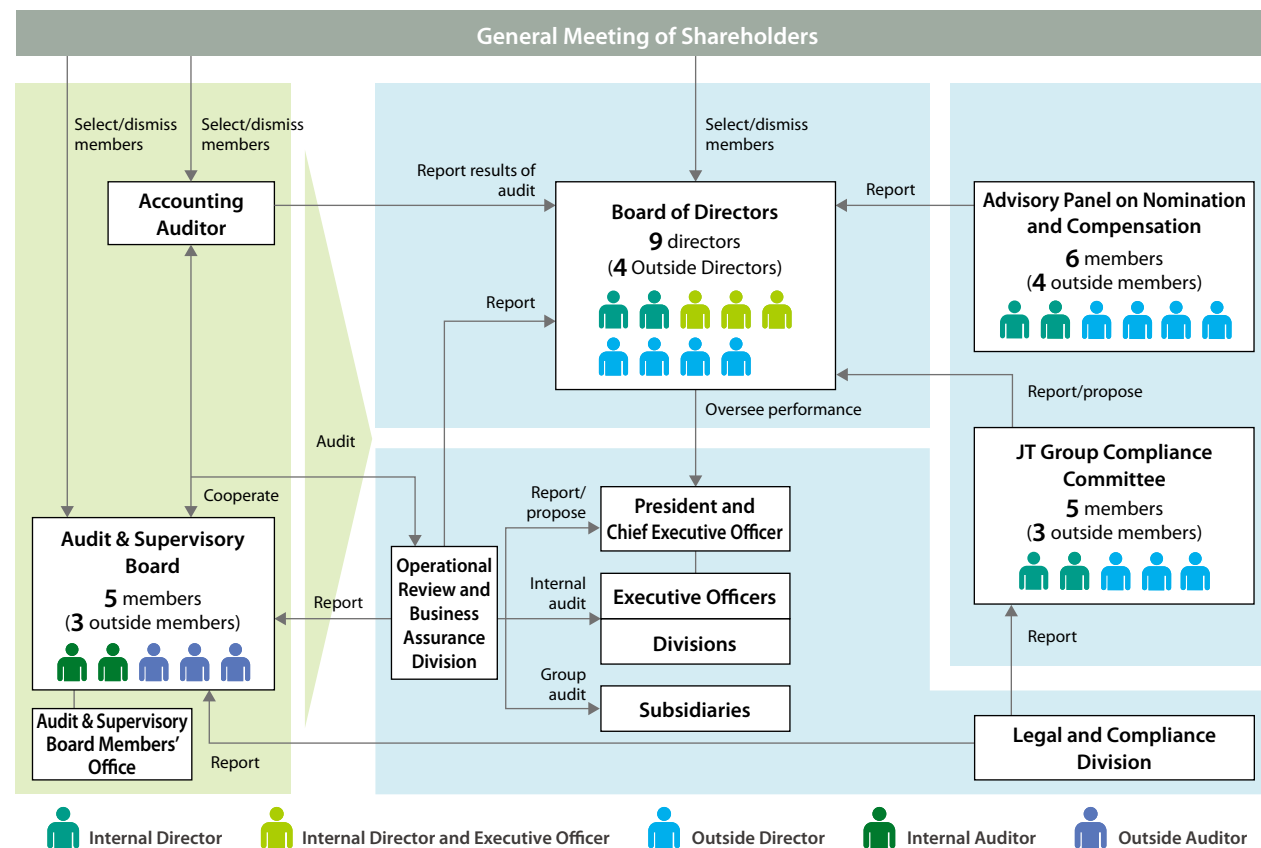 General Meeting of Shareholders
Select/dismiss
members
Select/dismiss
members
Select/dismiss
members
Accounting
Auditor
Report results of
audit
Board of Directors
9 directors
(4 Outside Directors)
Report
Advisory Panel on Nomination
and Compensation
6 members
(4 outside members)
Report
Report/propose
Oversee performance
Audit
JT Group Compliance
Committee
5 members
(3 outside members)
Cooperate
Report/
propose
President and
Chief Executive Officer
Audit & Supervisory
Board
5 members
(3 outside members)
Report
Operational
Review and
Business
Assurance
Division
Internal
audit
Executive Officers
Divisions
Report
Group
audit
Subsidiaries
Audit & Supervisory
Board Members’
Office
Report
Legal and Compliance
Division
Internal Director
Internal Director and Executive Officer
Outside Director
Internal Auditor
Outside Auditor